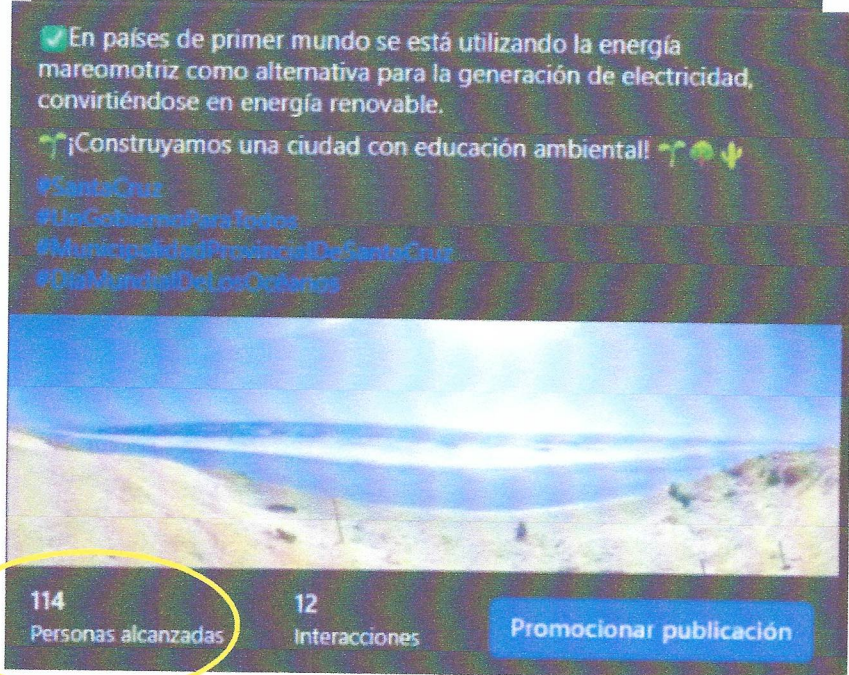 ✅En países de primer mundo se está utilizando la energía
mareomotriz como alternativa para la generación de electricidad,
convirtiéndose en energía renovable.
🌱¡Construyamos una ciudad con educación ambiental! 🌱🌳🌵
#SantaCruz
#UnGobiernoParaTodos
#MunicipalidadProvincialDeSantaCruz
#DíaMundialDeLosOcéanos
114
Personas alcanzadas
12
Interacciones
Promocionar publicación